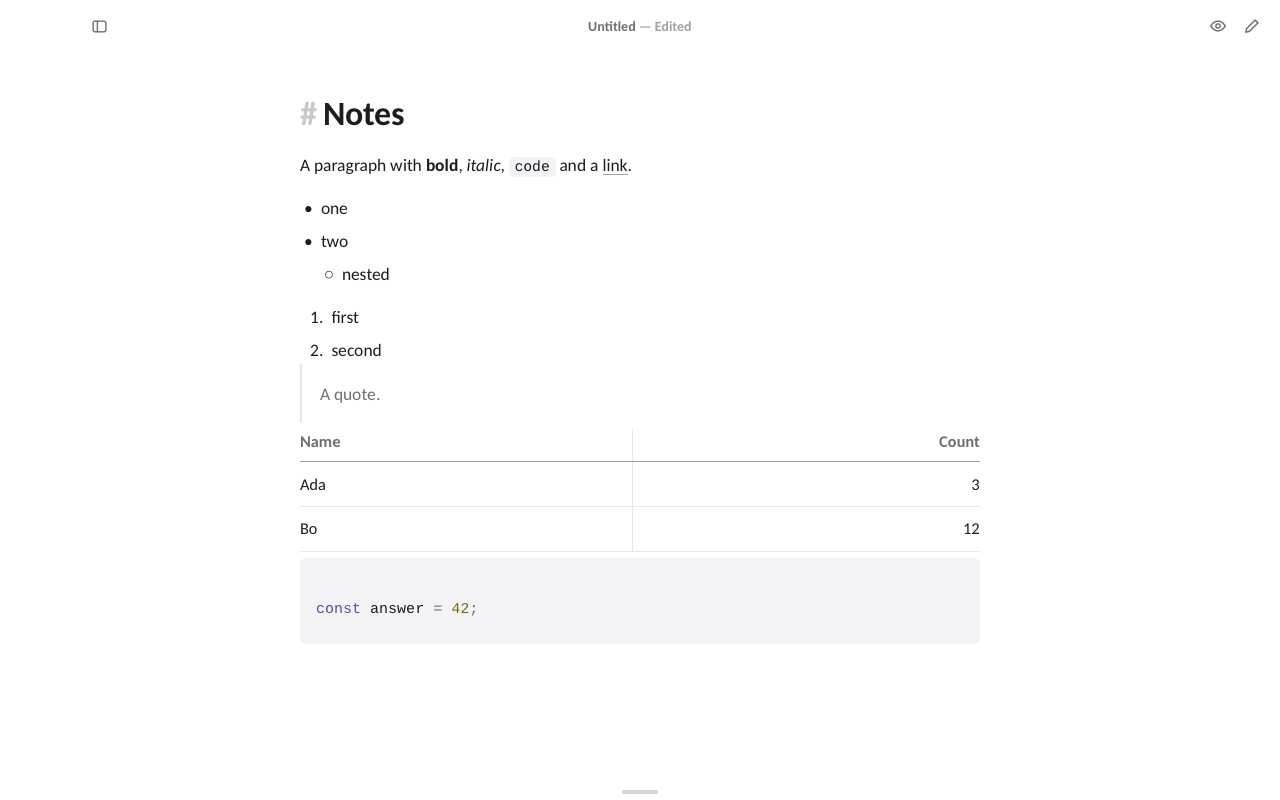 Untitled — Edited
# Notes
A paragraph with bold, italic, code and a link.
• one
• two
○ nested
1. first
2. second
A quote.
Name Count
Ada 3
Bo 12
const answer = 42;